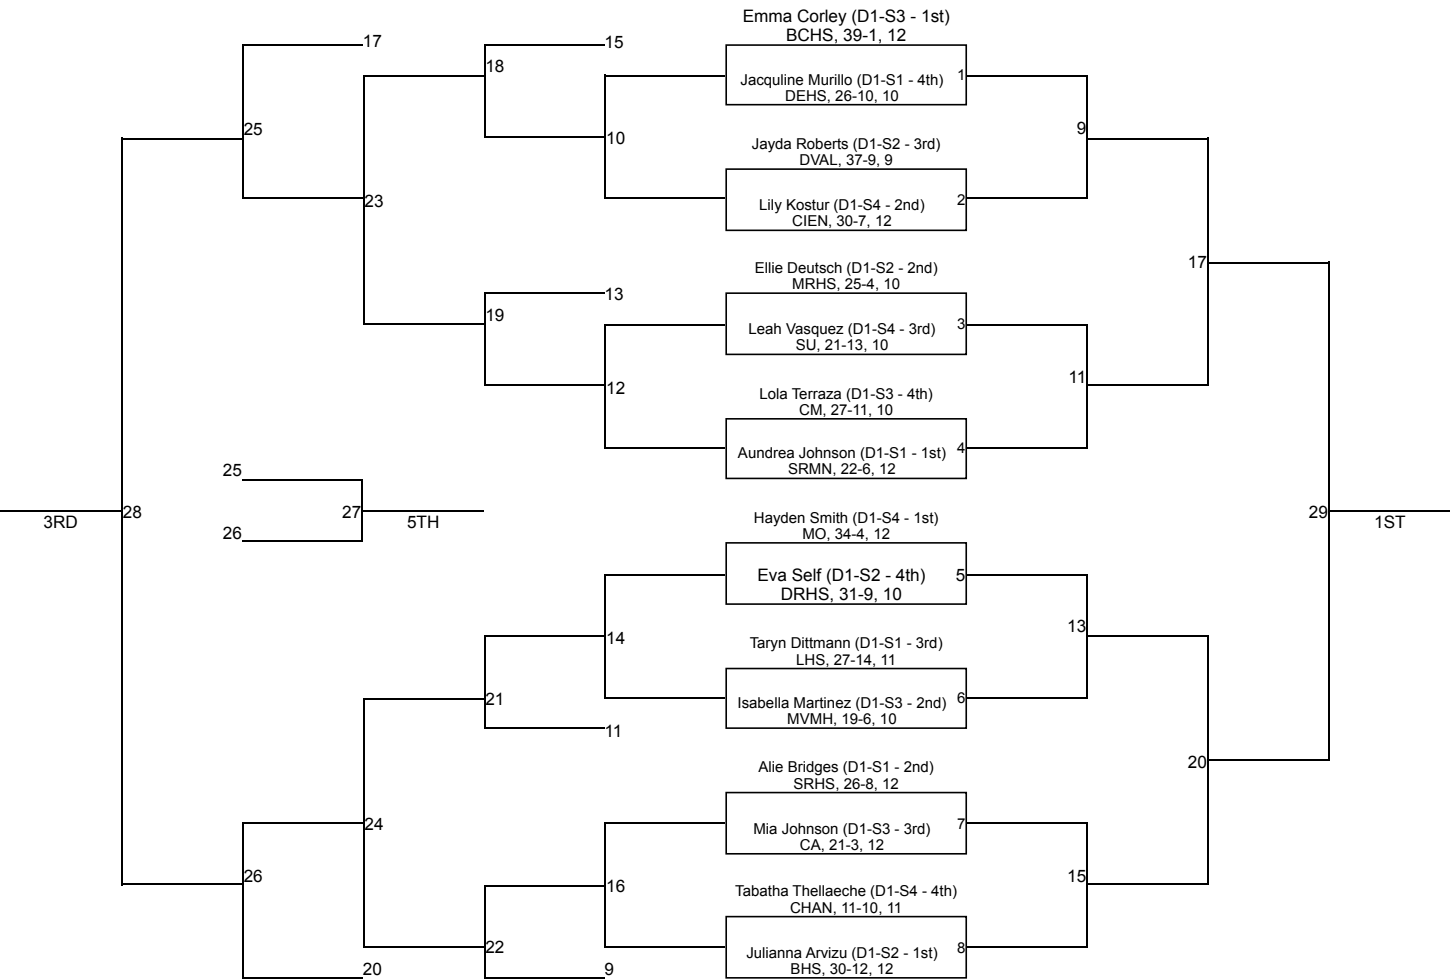 Emma Corley (D1-S3 - 1st)
BCHS, 39-1, 12
17
15
18
Jacquline Murillo (D1-S1 - 4th)
1
DEHS, 26-10, 10
25
10
9
Jayda Roberts (D1-S2 - 3rd)
DVAL, 37-9, 9
23
Lily Kostur (D1-S4 - 2nd)
2
CIEN, 30-7, 12
17
Ellie Deutsch (D1-S2 - 2nd)
MRHS, 25-4, 10
13
19
Leah Vasquez (D1-S4 - 3rd)
3
SU, 21-13, 10
12
11
Lola Terraza (D1-S3 - 4th)
CM, 27-11, 10
Aundrea Johnson (D1-S1 - 1st)
4
SRMN, 22-6, 12
25
3RD
28
27
5TH
29
1ST
26
Hayden Smith (D1-S4 - 1st)
MO, 34-4, 12
Eva Self (D1-S2 - 4th)
5
DRHS, 31-9, 10
14
13
Taryn Dittmann (D1-S1 - 3rd)
LHS, 27-14, 11
21
Isabella Martinez (D1-S3 - 2nd)
6
MVMH, 19-6, 10
11
20
Alie Bridges (D1-S1 - 2nd)
SRHS, 26-8, 12
24
Mia Johnson (D1-S3 - 3rd)
7
CA, 21-3, 12
26
16
15
Tabatha Thellaeche (D1-S4 - 4th)
CHAN, 11-10, 11
22
Julianna Arvizu (D1-S2 - 1st)
8
BHS, 30-12, 12
20
9